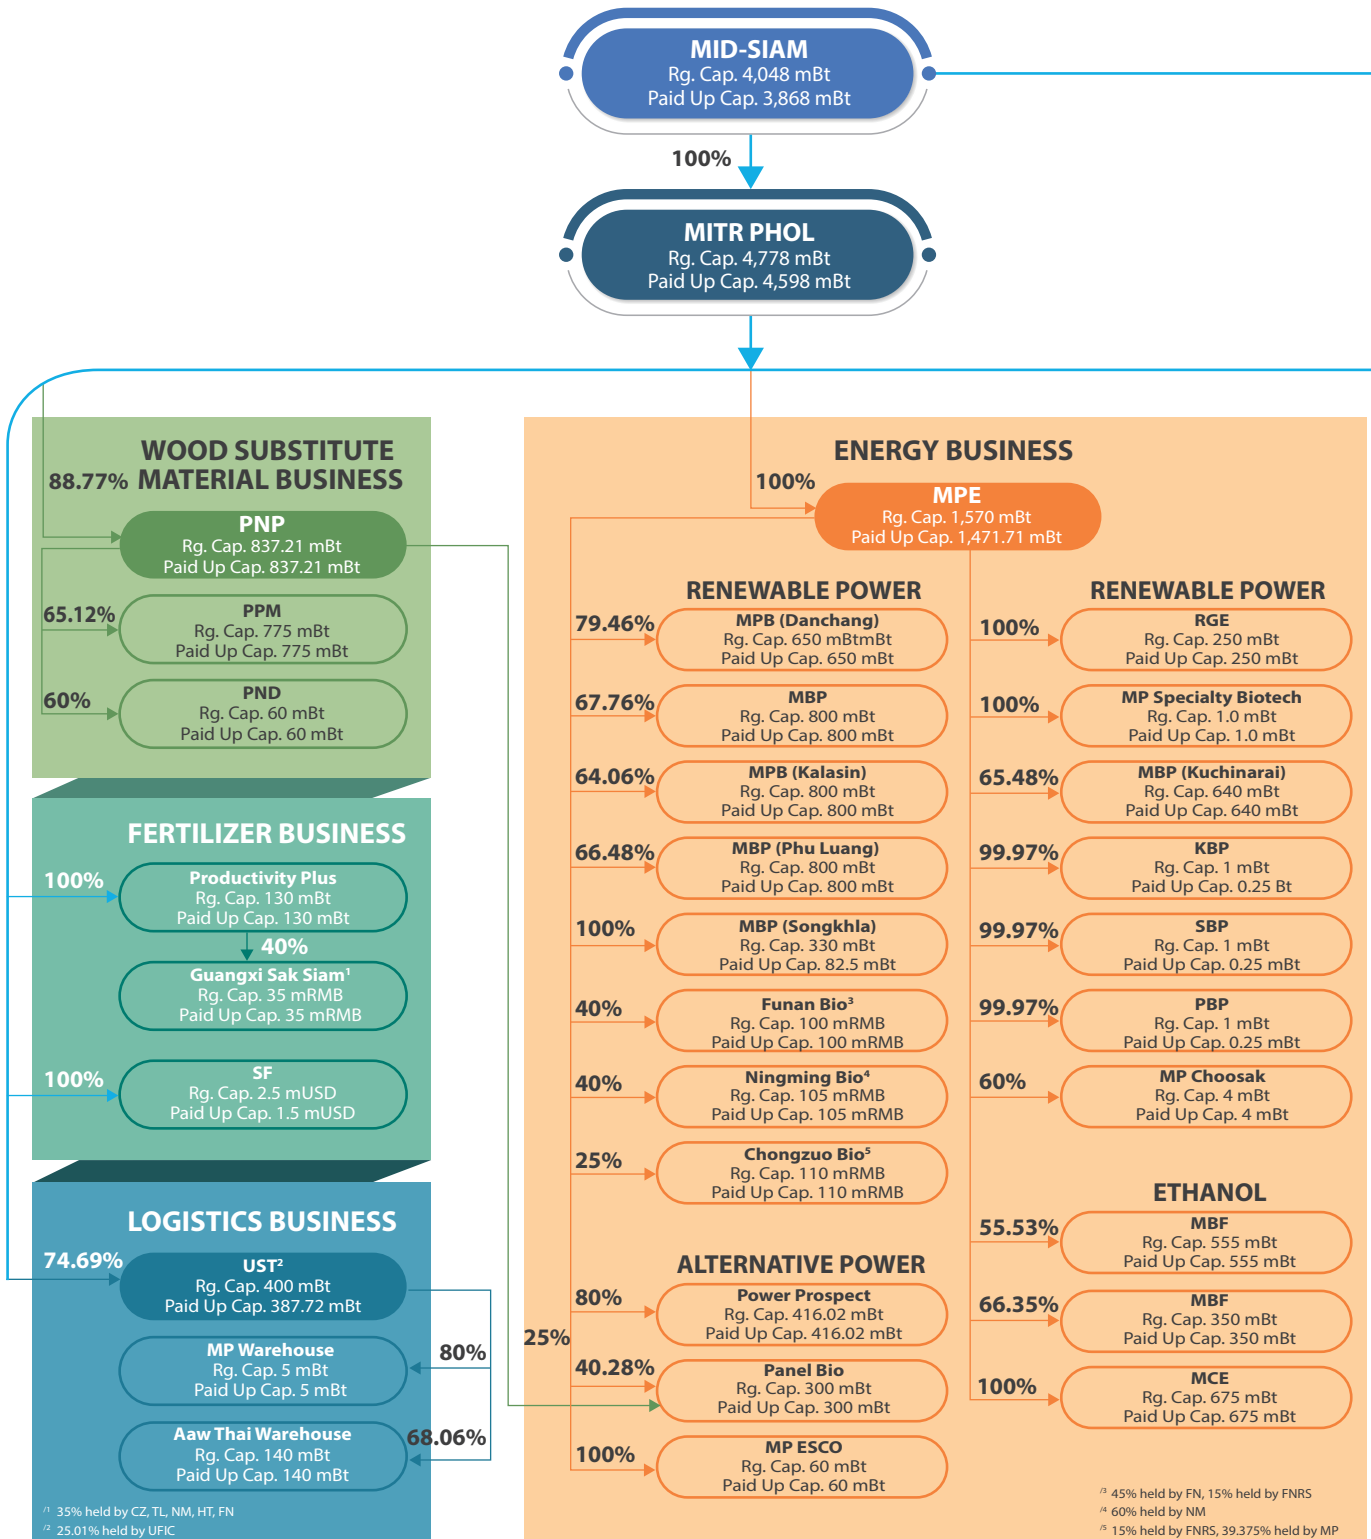 MID-SIAM
Rg. Cap. 4,048 mBt
Paid Up Cap. 3,868 mBt
100%
MITR PHOL
Rg. Cap. 4,778 mBt
Paid Up Cap. 4,598 mBt
WOOD SUBSTITUTE
MATERIAL BUSINESS
88.77%
PNP
Rg. Cap. 837.21 mBt
Paid Up Cap. 837.21 mBt
65.12%
PPM
Rg. Cap. 775 mBt
Paid Up Cap. 775 mBt
60%
PND
Rg. Cap. 60 mBt
Paid Up Cap. 60 mBt
FERTILIZER BUSINESS
100%
Productivity Plus
Rg. Cap. 130 mBt
Paid Up Cap. 130 mBt
40%
Guangxi Sak Siam¹
Rg. Cap. 35 mRMB
Paid Up Cap. 35 mRMB
100%
SF
Rg. Cap. 2.5 mUSD
Paid Up Cap. 1.5 mUSD
LOGISTICS BUSINESS
74.69%
UST²
Rg. Cap. 400 mBt
Paid Up Cap. 387.72 mBt
80%
MP Warehouse
Rg. Cap. 5 mBt
Paid Up Cap. 5 mBt
68.06%
Aaw Thai Warehouse
Rg. Cap. 140 mBt
Paid Up Cap. 140 mBt
/1 35% held by CZ, TL, NM, HT, FN
/2 25.01% held by UFIC
ENERGY BUSINESS
100%
MPE
Rg. Cap. 1,570 mBt
Paid Up Cap. 1,471.71 mBt
RENEWABLE POWER
79.46%
MPB (Danchang)
Rg. Cap. 650 mBtmBt
Paid Up Cap. 650 mBt
67.76%
MBP
Rg. Cap. 800 mBt
Paid Up Cap. 800 mBt
64.06%
MPB (Kalasin)
Rg. Cap. 800 mBt
Paid Up Cap. 800 mBt
66.48%
MBP (Phu Luang)
Rg. Cap. 800 mBt
Paid Up Cap. 800 mBt
100%
MBP (Songkhla)
Rg. Cap. 330 mBt
Paid Up Cap. 82.5 mBt
40%
Funan Bio³
Rg. Cap. 100 mRMB
Paid Up Cap. 100 mRMB
40%
Ningming Bio⁴
Rg. Cap. 105 mRMB
Paid Up Cap. 105 mRMB
25%
Chongzuo Bio⁵
Rg. Cap. 110 mRMB
Paid Up Cap. 110 mRMB
ALTERNATIVE POWER
80%
Power Prospect
Rg. Cap. 416.02 mBt
Paid Up Cap. 416.02 mBt
25%
40.28%
Panel Bio
Rg. Cap. 300 mBt
Paid Up Cap. 300 mBt
100%
MP ESCO
Rg. Cap. 60 mBt
Paid Up Cap. 60 mBt
RENEWABLE POWER
100%
RGE
Rg. Cap. 250 mBt
Paid Up Cap. 250 mBt
100%
MP Specialty Biotech
Rg. Cap. 1.0 mBt
Paid Up Cap. 1.0 mBt
65.48%
MBP (Kuchinarai)
Rg. Cap. 640 mBt
Paid Up Cap. 640 mBt
99.97%
KBP
Rg. Cap. 1 mBt
Paid Up Cap. 0.25 Bt
99.97%
SBP
Rg. Cap. 1 mBt
Paid Up Cap. 0.25 mBt
99.97%
PBP
Rg. Cap. 1 mBt
Paid Up Cap. 0.25 mBt
60%
MP Choosak
Rg. Cap. 4 mBt
Paid Up Cap. 4 mBt
ETHANOL
55.53%
MBF
Rg. Cap. 555 mBt
Paid Up Cap. 555 mBt
66.35%
MBF
Rg. Cap. 350 mBt
Paid Up Cap. 350 mBt
100%
MCE
Rg. Cap. 675 mBt
Paid Up Cap. 675 mBt
/3 45% held by FN, 15% held by FNRS
/4 60% held by NM
/5 15% held by FNRS, 39.375% held by MP